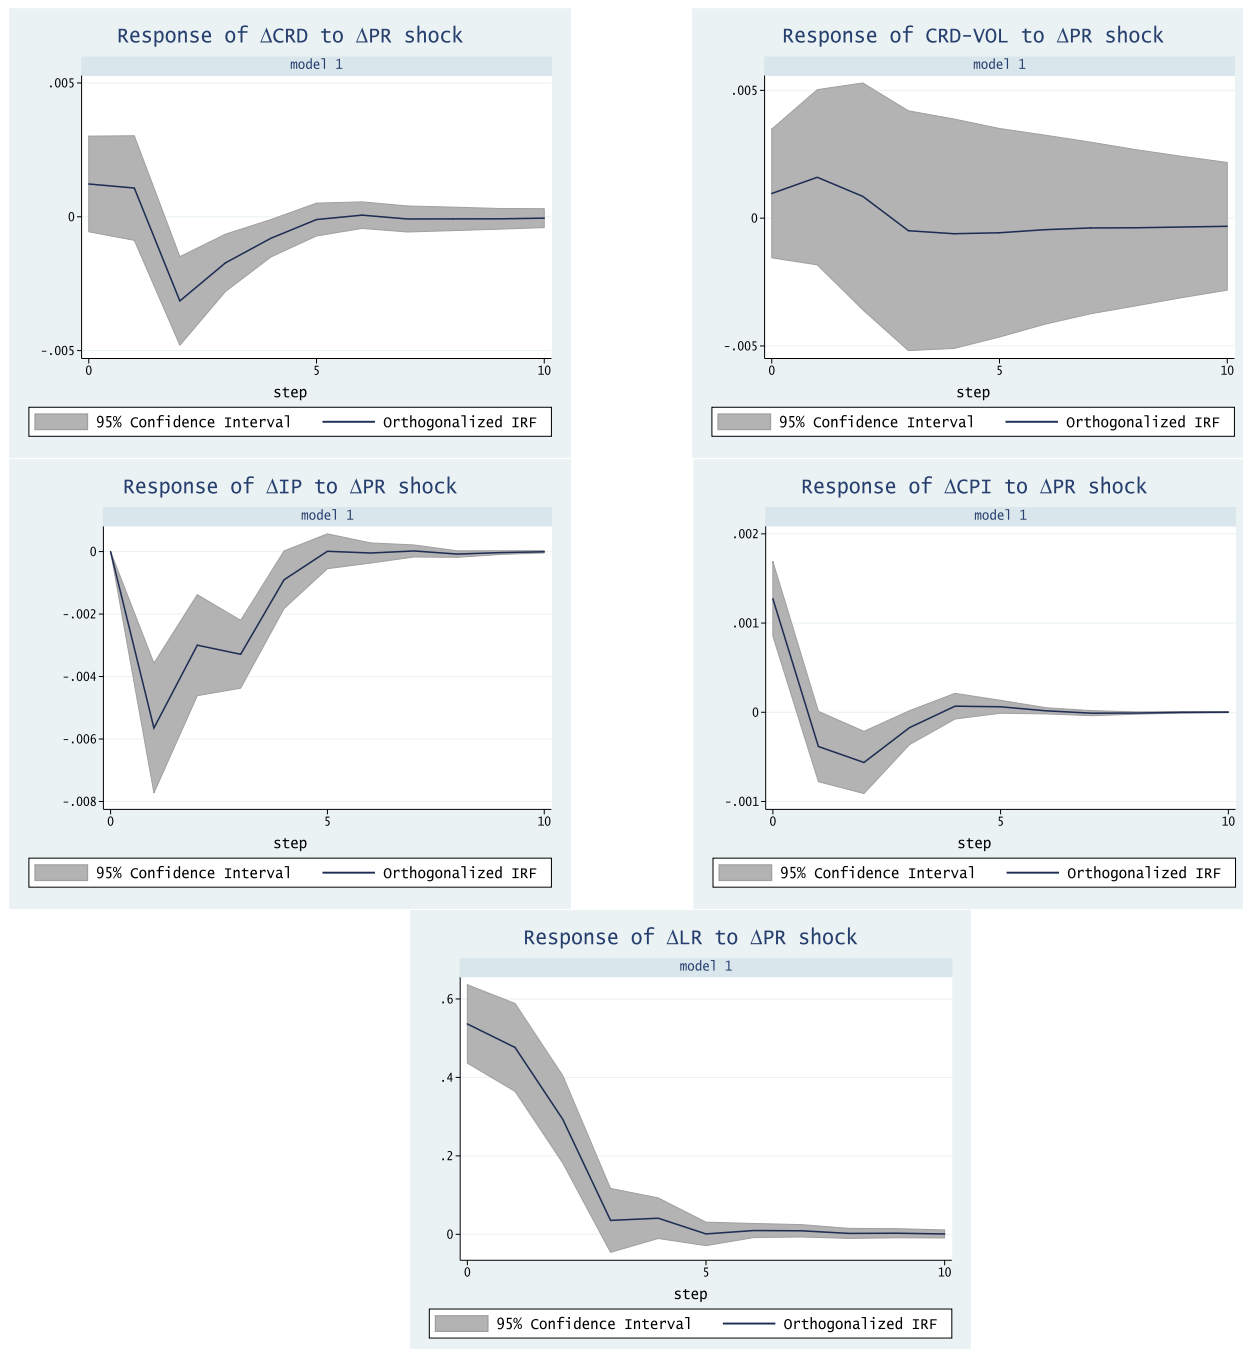 Response of ΔCRD to ΔPR shock
model 1
.005
0
-.005
0 5 10
step
95% Confidence Interval Orthogonalized IRF
Response of CRD-VOL to ΔPR shock
model 1
.005
0
-.005
0 5 10
step
95% Confidence Interval Orthogonalized IRF
Response of ΔIP to ΔPR shock
model 1
0
-.002
-.004
-.006
-.008
0 5 10
step
95% Confidence Interval Orthogonalized IRF
Response of ΔCPI to ΔPR shock
model 1
.002
.001
0
-.001
0 5 10
step
95% Confidence Interval Orthogonalized IRF
Response of ΔLR to ΔPR shock
model 1
.6
.4
.2
0
0 5 10
step
95% Confidence Interval Orthogonalized IRF